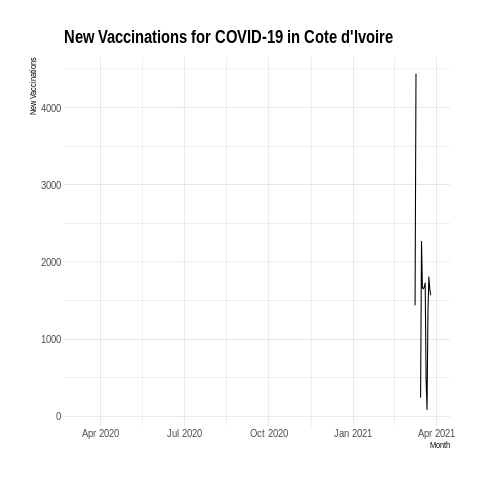 New Vaccinations for COVID-19 in Cote d'Ivoire
New Vaccinations
4000
3000
2000
1000
0
Apr 2020 Jul 2020 Oct 2020 Jan 2021 Apr 2021
Month